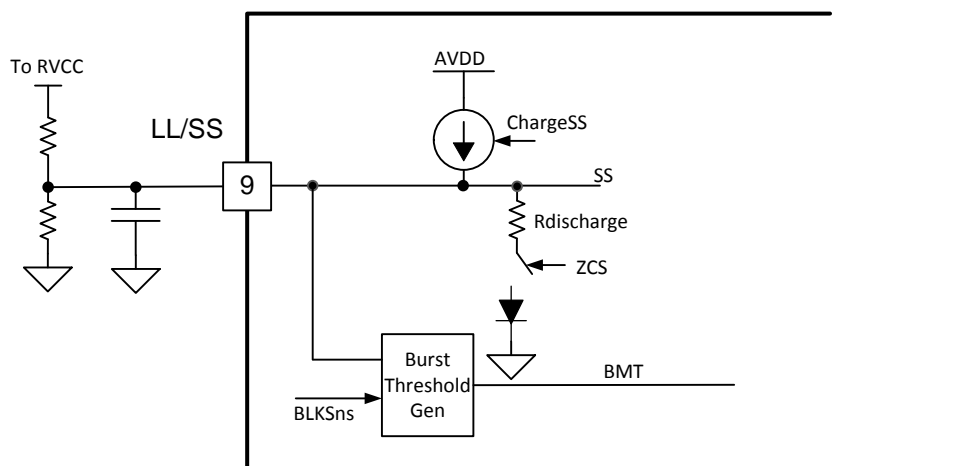 To RVCC
AVDD
LL/SS
ChargeSS
9
SS
Rdischarge
ZCS
Burst
Threshold
Gen
BMT
BLKSns